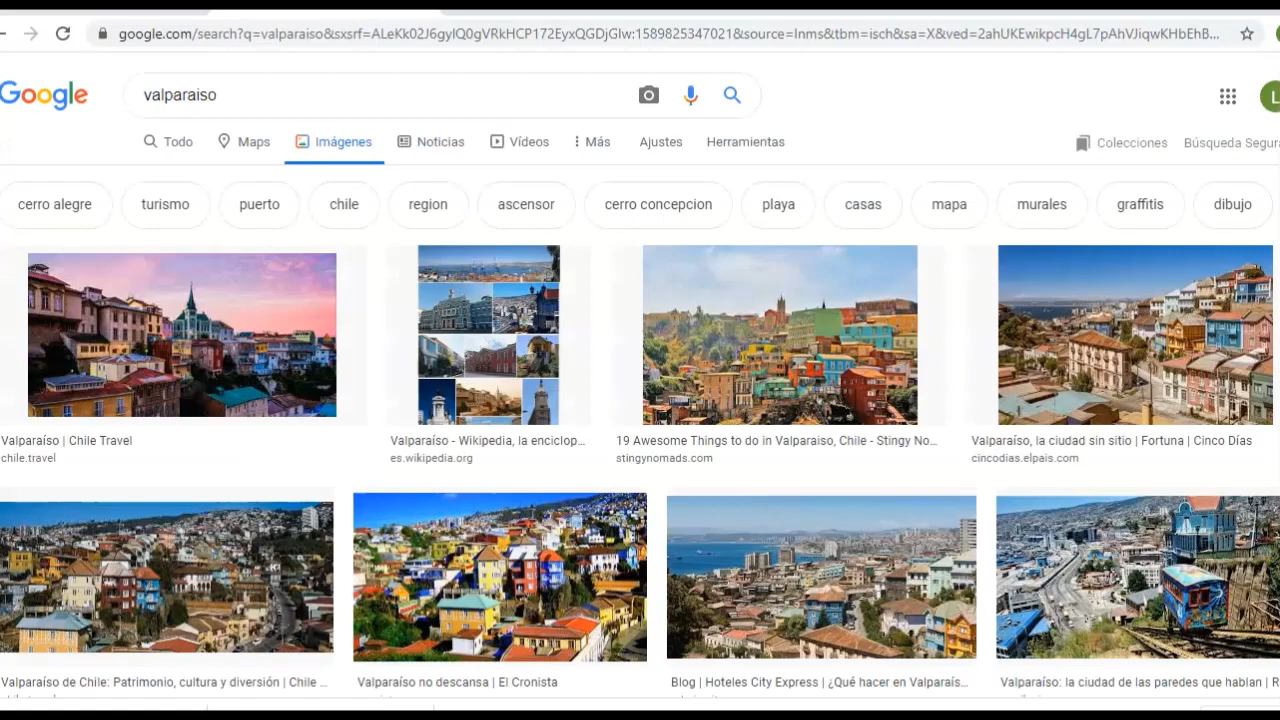 google.com/search?q=valparaiso&sxsrf=ALeKk02J6gyIQ0gVRkHCP172EyxQGDjGIw:1589825347021&source=lnms&tbm=isch&sa=X&ved=2ahUKEwikpcH4gL7pAhVJiqwKHbEhB...
Google
valparaiso
L
Todo Maps Imágenes Noticias Vídeos Más Ajustes Herramientas Colecciones Búsqueda Segura
cerro alegre turismo puerto chile region ascensor cerro concepcion playa casas mapa murales graffitis dibujo
Valparaíso | Chile Travel Valparaíso - Wikipedia, la enciclop... 19 Awesome Things to do in Valparaiso, Chile - Stingy No... Valparaíso, la ciudad sin sitio | Fortuna | Cinco Días
chile.travel es.wikipedia.org stingynomads.com cincodias.elpais.com
Valparaíso de Chile: Patrimonio, cultura y diversión | Chile ... Valparaíso no descansa | El Cronista Blog | Hoteles City Express | ¿Qué hacer en Valparaís... Valparaíso: la ciudad de las paredes que hablan | R